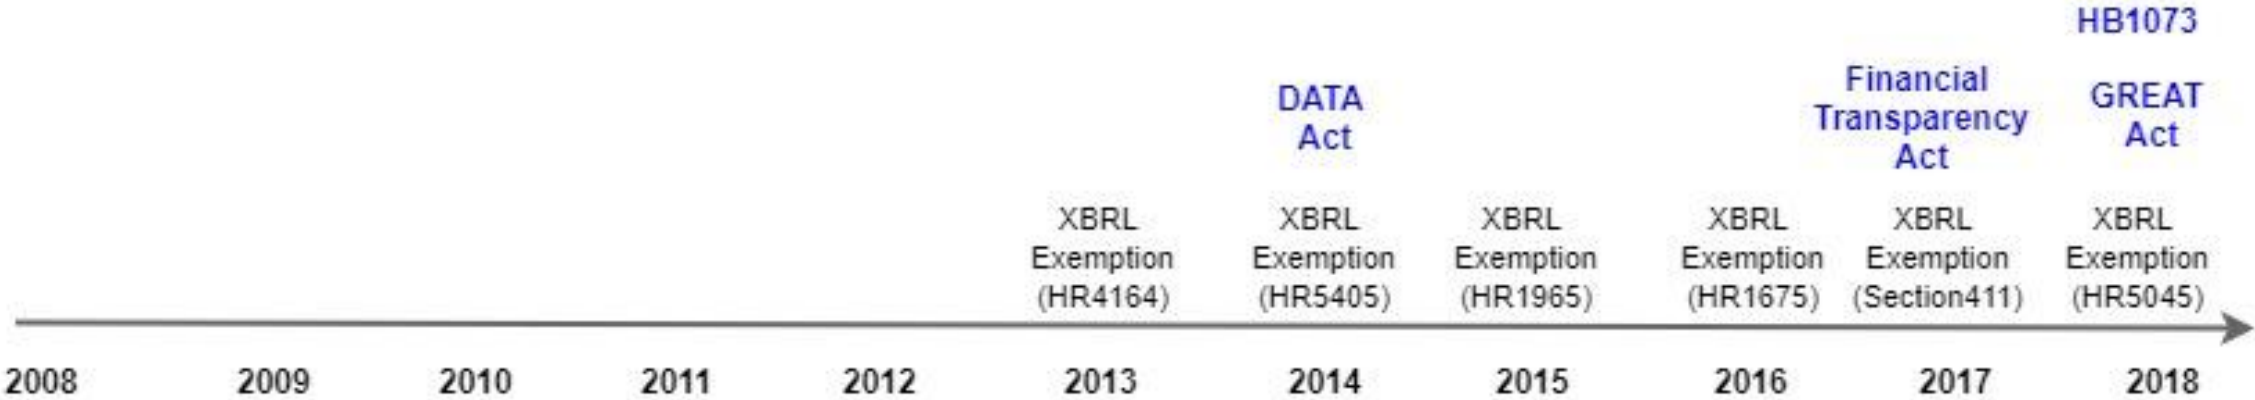 HB1073
Financial
Transparency
Act
GREAT
Act
DATA
Act
XBRL
Exemption
(HR4164)
XBRL
Exemption
(HR5405)
XBRL
Exemption
(HR1965)
XBRL
Exemption
(HR1675)
XBRL
Exemption
(Section411)
XBRL
Exemption
(HR5045)
2008 2009 2010 2011 2012 2013 2014 2015 2016 2017 2018